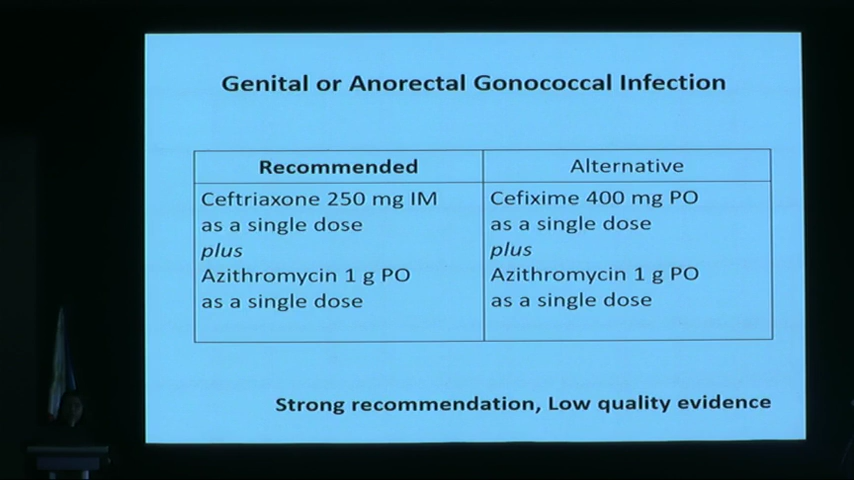 Genital or Anorectal Gonococcal Infection
Recommended
Alternative
Ceftriaxone 250 mg IM
as a single dose
plus
Azithromycin 1 g PO
as a single dose
Cefixime 400 mg PO
as a single dose
plus
Azithromycin 1 g PO
as a single dose
Strong recommendation, Low quality evidence